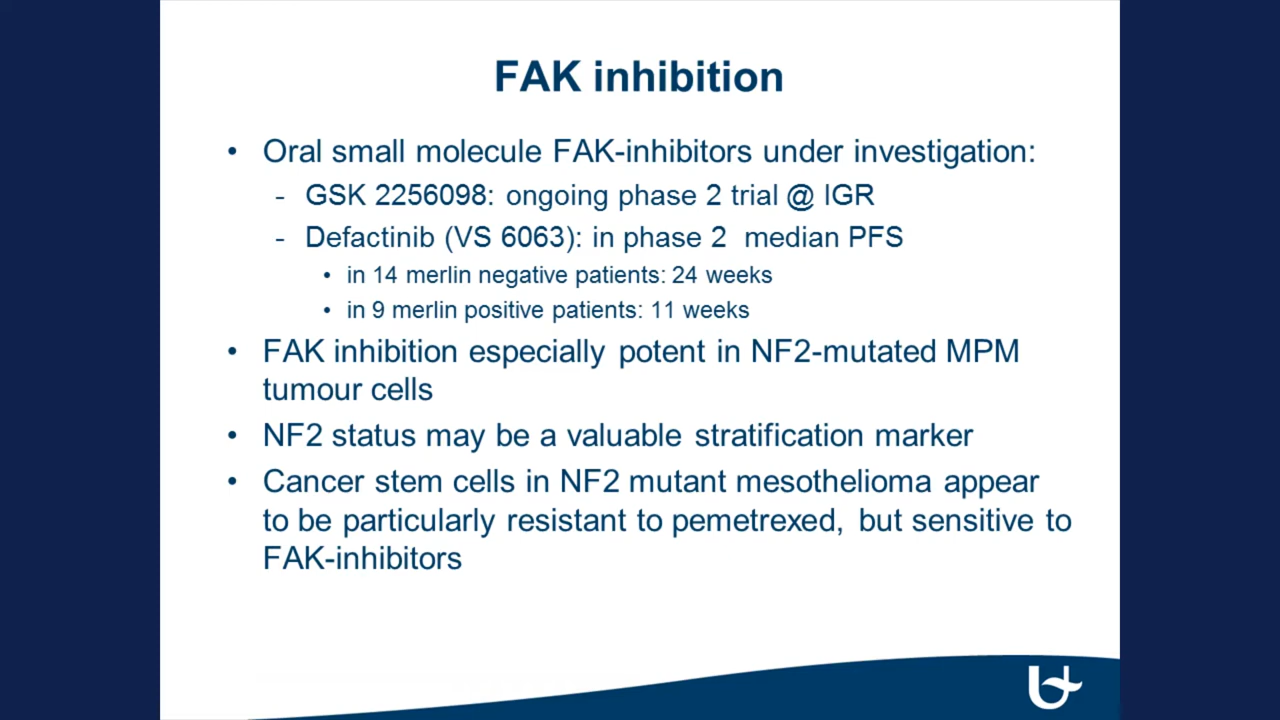 FAK inhibition
• Oral small molecule FAK-inhibitors under investigation:
- GSK 2256098: ongoing phase 2 trial @ IGR
- Defactinib (VS 6063): in phase 2 median PFS
• in 14 merlin negative patients: 24 weeks
• in 9 merlin positive patients: 11 weeks
• FAK inhibition especially potent in NF2-mutated MPM
tumour cells
• NF2 status may be a valuable stratification marker
• Cancer stem cells in NF2 mutant mesothelioma appear
to be particularly resistant to pemetrexed, but sensitive to
FAK-inhibitors